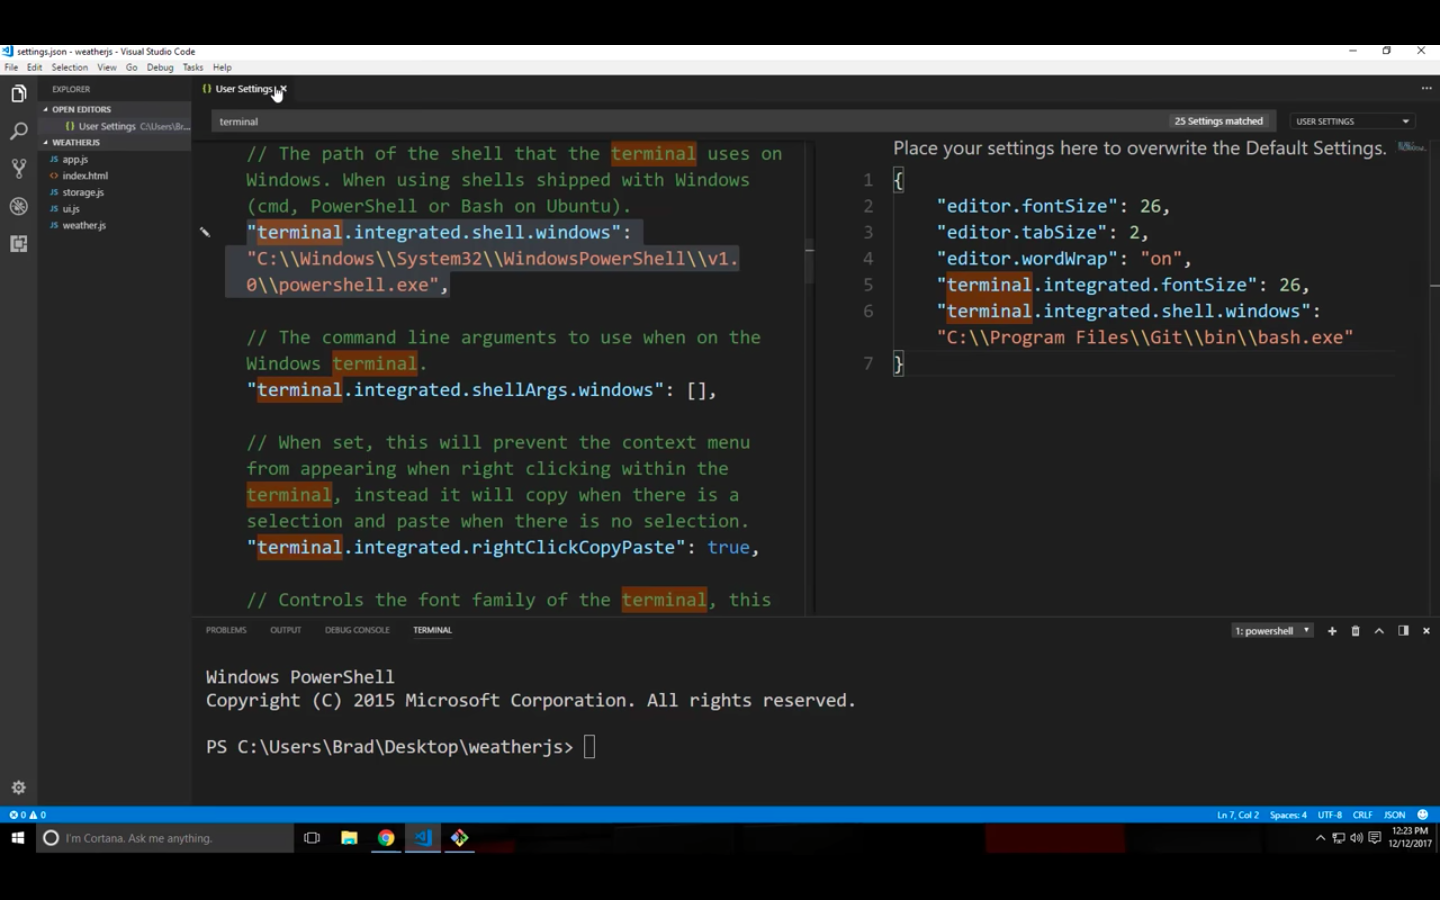 settings.json - weatherjs - Visual Studio Code
File Edit Selection View Go Debug Tasks Help
EXPLORER
OPEN EDITORS
{} User Settings C:\Users\Br...
WEATHERJS
JS app.js
<> index.html
JS storage.js
JS ui.js
JS weather.js
{} User Settings
terminal
25 Settings matched
USER SETTINGS
// The path of the shell that the terminal uses on
Windows. When using shells shipped with Windows
(cmd, PowerShell or Bash on Ubuntu).
"terminal.integrated.shell.windows":
"C:\\Windows\\System32\\WindowsPowerShell\\v1.
0\\powershell.exe",
// The command line arguments to use when on the
Windows terminal.
"terminal.integrated.shellArgs.windows": [],
// When set, this will prevent the context menu
from appearing when right clicking within the
terminal, instead it will copy when there is a
selection and paste when there is no selection.
"terminal.integrated.rightClickCopyPaste": true,
// Controls the font family of the terminal, this
Place your settings here to overwrite the Default Settings.
1 {
2 "editor.fontSize": 26,
3 "editor.tabSize": 2,
4 "editor.wordWrap": "on",
5 "terminal.integrated.fontSize": 26,
6 "terminal.integrated.shell.windows":
"C:\\Program Files\\Git\\bin\\bash.exe"
7 }
PROBLEMS OUTPUT DEBUG CONSOLE TERMINAL
1: powershell
Windows PowerShell
Copyright (C) 2015 Microsoft Corporation. All rights reserved.
PS C:\Users\Brad\Desktop\weatherjs>
0 0
Ln 7, Col 2 Spaces: 4 UTF-8 CRLF JSON
I'm Cortana. Ask me anything.
12:23 PM
12/12/2017